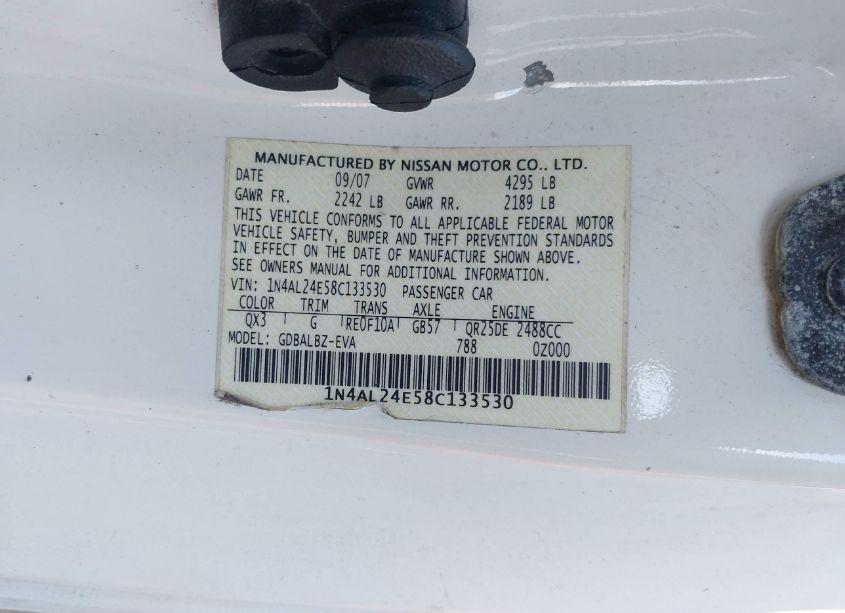 MANUFACTURED BY NISSAN MOTOR CO., LTD.
DATE 09/07 GVWR 4295 LB
GAWR FR. 2242 LB GAWR RR. 2189 LB
THIS VEHICLE CONFORMS TO ALL APPLICABLE FEDERAL MOTOR
VEHICLE SAFETY, BUMPER AND THEFT PREVENTION STANDARDS
IN EFFECT ON THE DATE OF MANUFACTURE SHOWN ABOVE.
SEE OWNERS MANUAL FOR ADDITIONAL INFORMATION.
VIN: 1N4AL24E58C133530 PASSENGER CAR
COLOR TRIM TRANS AXLE ENGINE
QX3 G RE0F10A GB57 QR25DE 2488CC
MODEL: GDBALBZ-EVA 788 0Z000
1N4AL24E58C133530